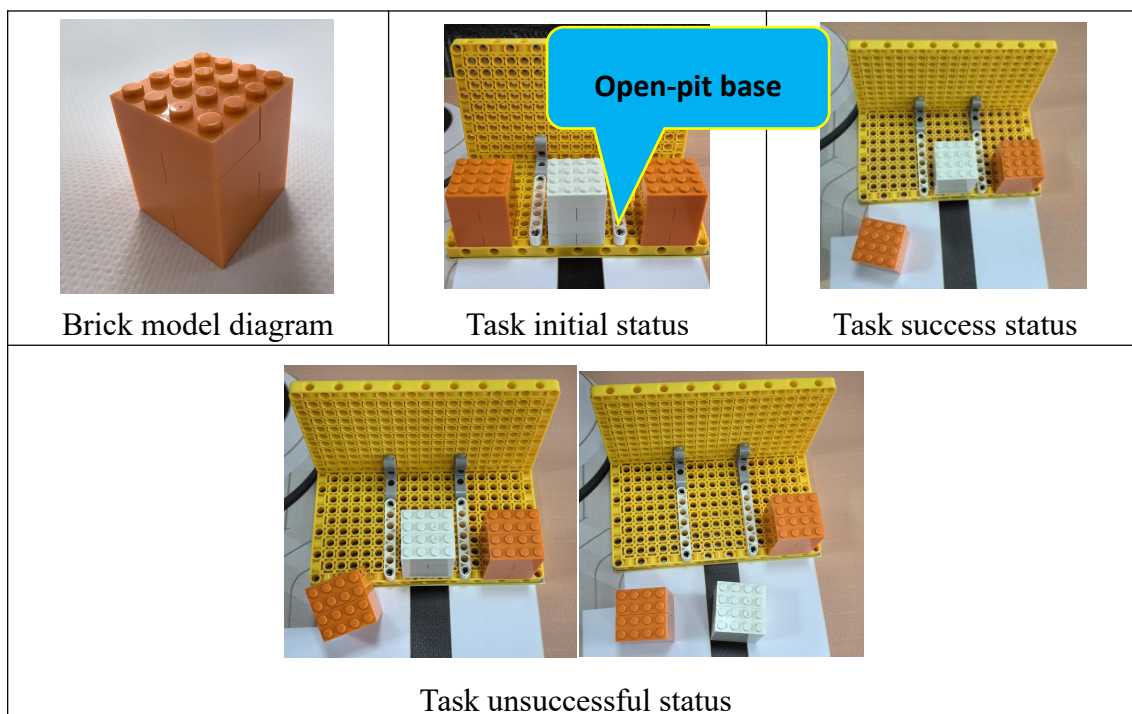 Open-pit base
Brick model diagram
Task initial status
Task success status
Task unsuccessful status